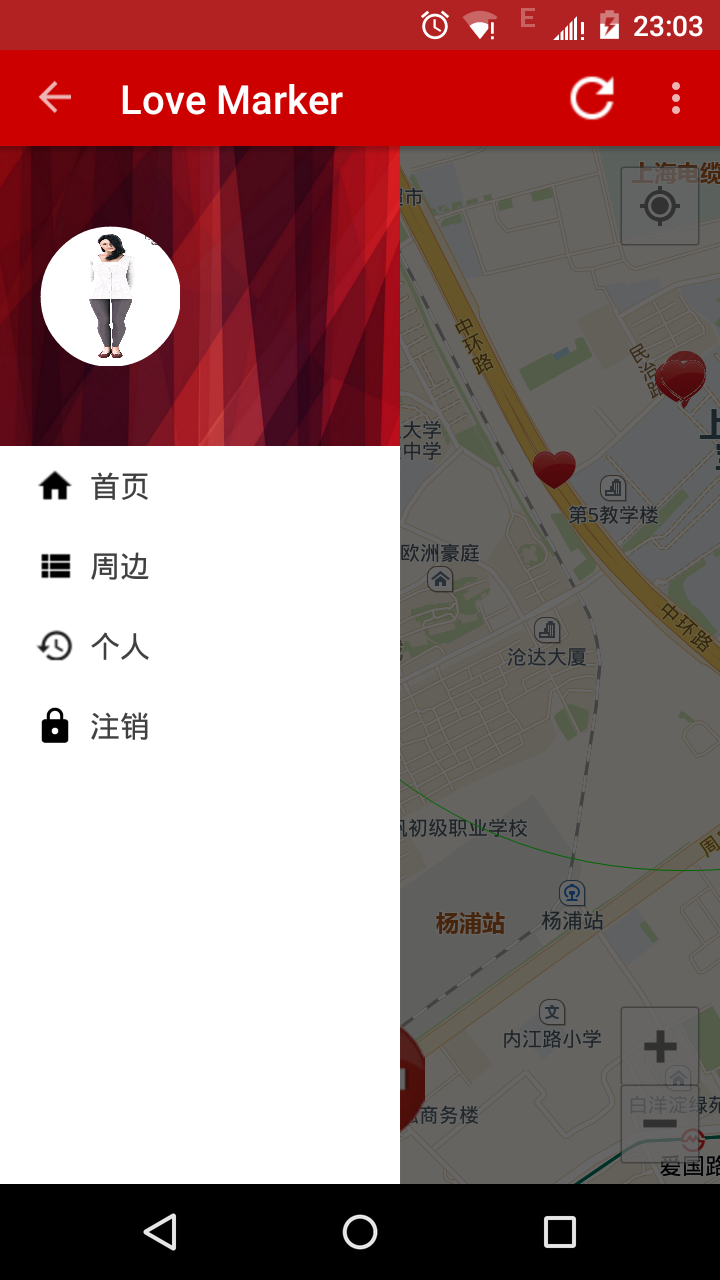 E
23:03
Love Marker
首页
周边
个人
注销
上海电缆
超市
中环路
民治路
大学
中学
第5教学楼
欧洲豪庭
中环路
沧达大厦
初级职业学校
周
杨浦站
杨浦站
文
内江路小学
白洋淀绿苑
商务楼
爱国路